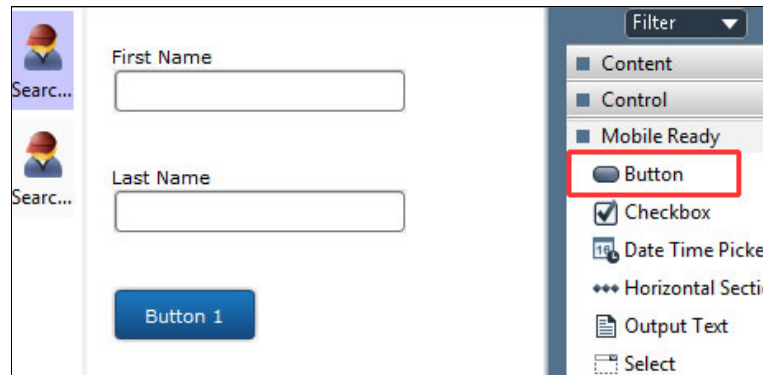 Searc...
Searc...
First Name
Last Name
Button 1
Filter
Content
Control
Mobile Ready
Button
Checkbox
Date Time Picke
Horizontal Secti
Output Text
Select